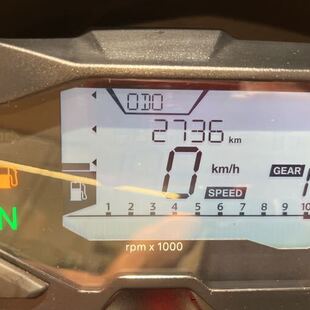 ODO
2736 km
0 km/h
GEAR
SPEED
N
1 2 3 4 5 6 7 8 9 10
rpm x 1000